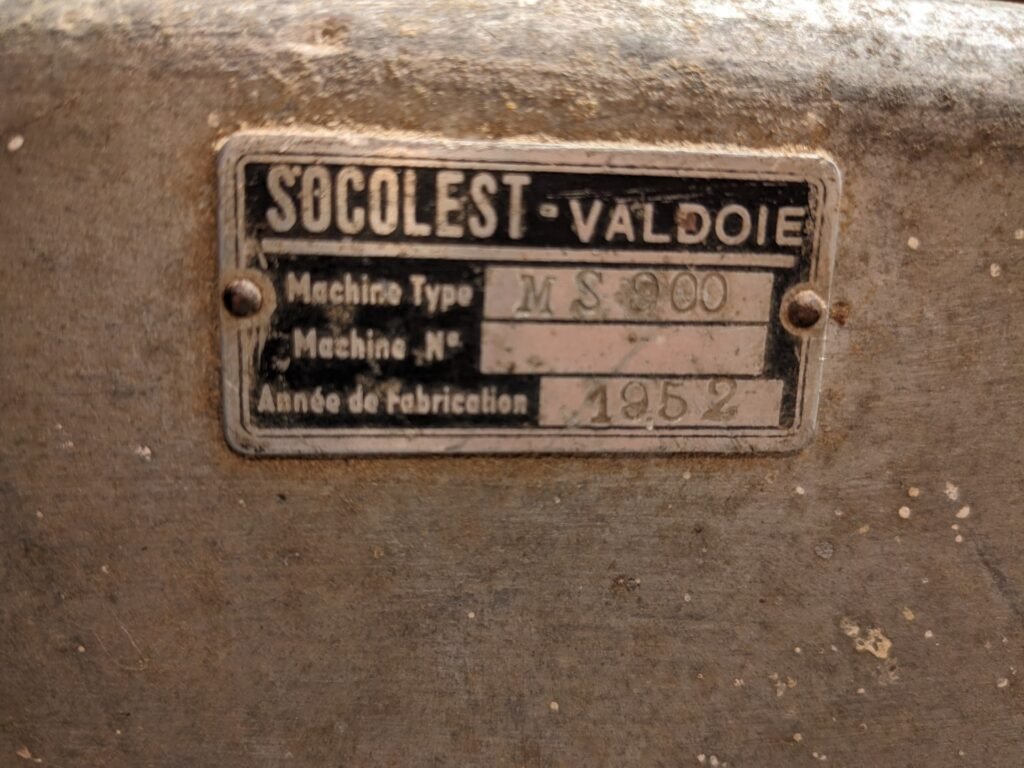 SOCOLEST - VALDOIE
Machine Type MS 900
Machine N°
Année de Fabrication 1952